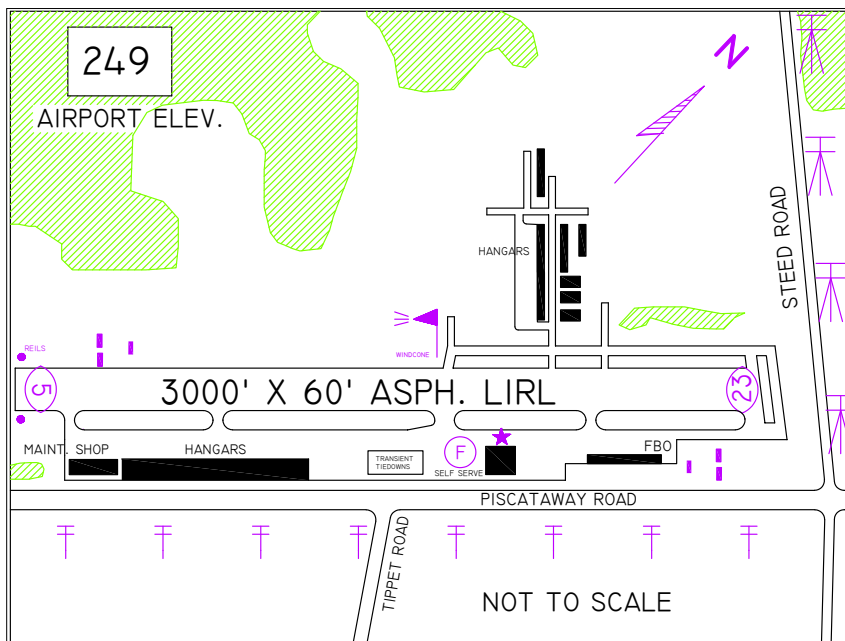 249
AIRPORT ELEV.
N
STEED ROAD
HANGARS
REILS
WINDCONE
5
3000' X 60' ASPH. LIRL
23
MAINT. SHOP
HANGARS
TRANSIENT
TIEDOWNS
F
SELF SERVE
FBO
PISCATAWAY ROAD
TIPPET ROAD
NOT TO SCALE